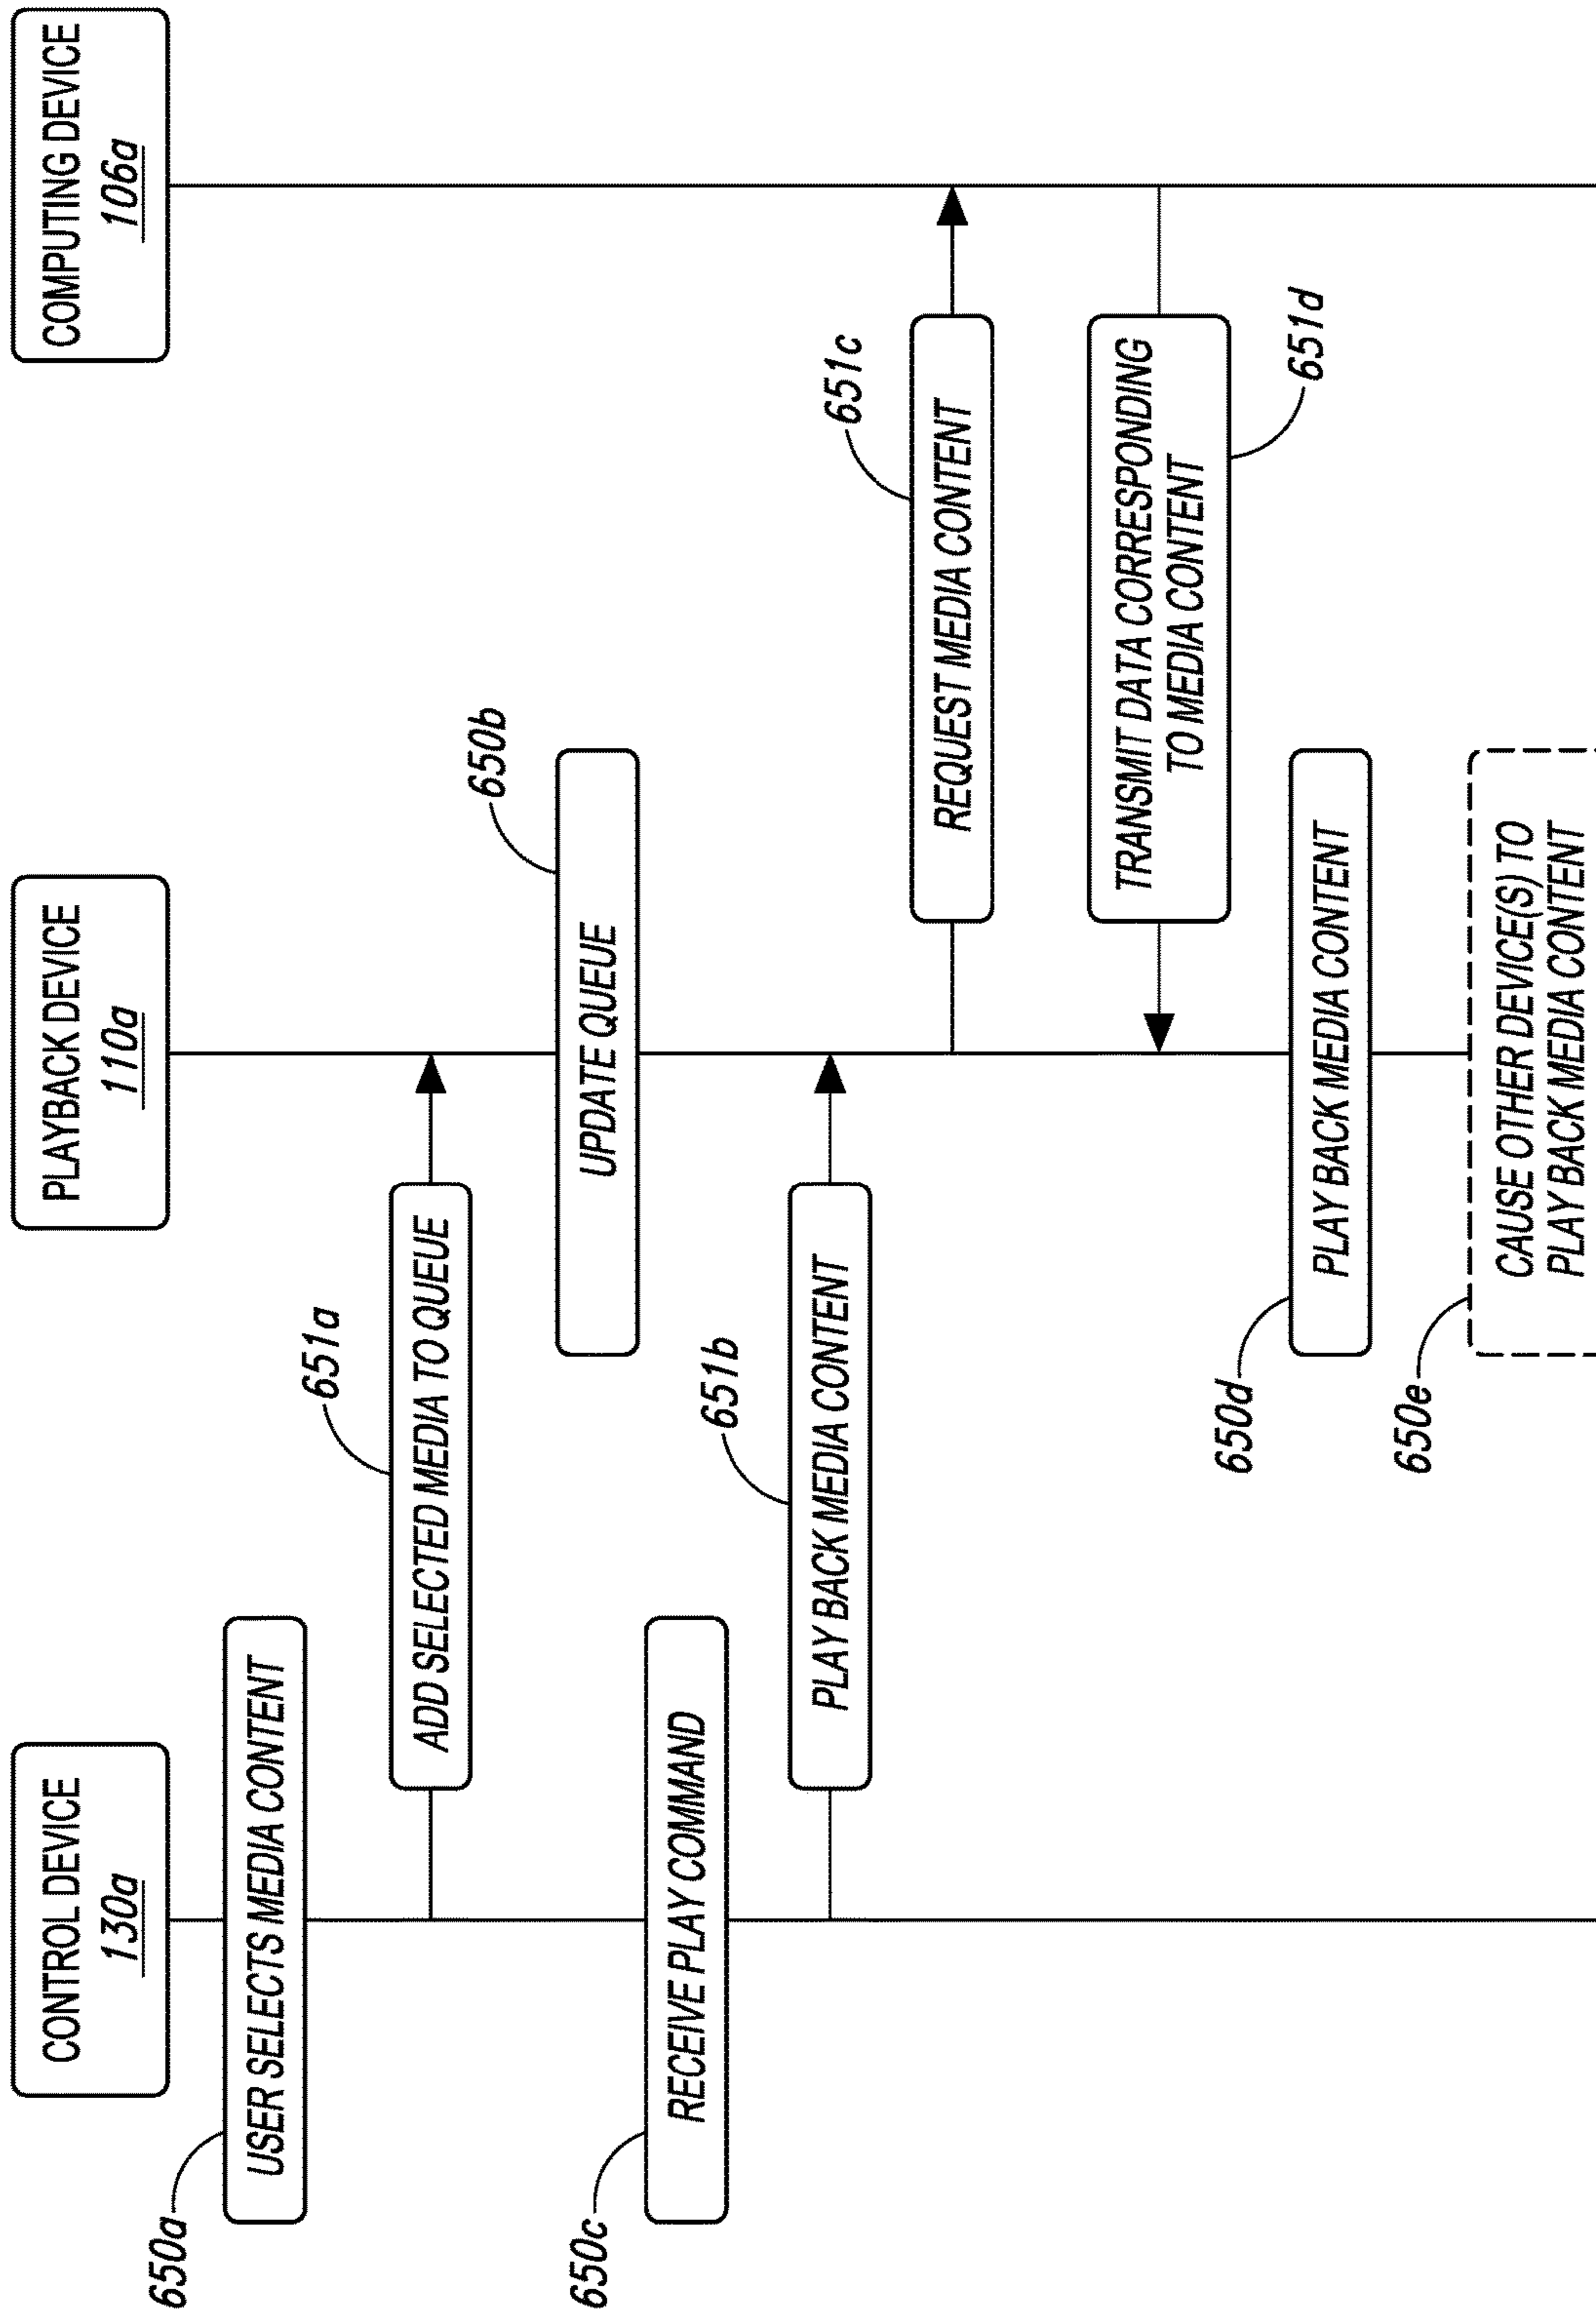 CONTROL DEVICE
130a
PLAYBACK DEVICE
110a
COMPUTING DEVICE
106a
650a
USER SELECTS MEDIA CONTENT
651a
ADD SELECTED MEDIA TO QUEUE
650b
UPDATE QUEUE
650c
RECEIVE PLAY COMMAND
651b
PLAY BACK MEDIA CONTENT
651c
REQUEST MEDIA CONTENT
TRANSMIT DATA CORRESPONDING
TO MEDIA CONTENT
651d
650d
PLAY BACK MEDIA CONTENT
650e
CAUSE OTHER DEVICE(S) TO
PLAY BACK MEDIA CONTENT